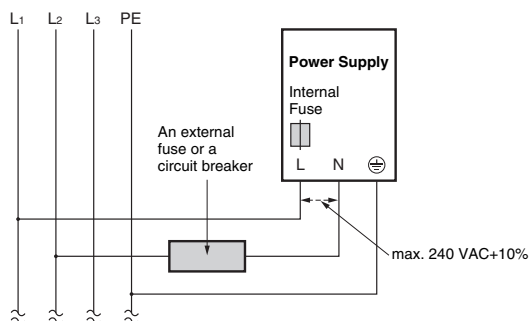 L1 L2 L3 PE
Power Supply
Internal
Fuse
An external
fuse or a
circuit breaker
L N
max. 240 VAC+10%